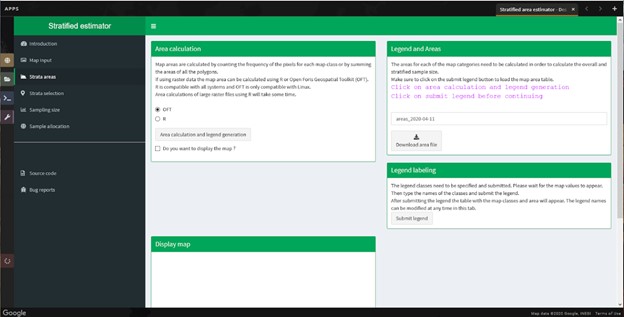 APPS
Stratified area estimator - De
Stratified estimator
Introduction
Map input
Strata areas
Strata selection
Sampling size
Sample allocation
Source code
Bug reports
Area calculation
Map areas are calculated by counting the frequency of the pixels for each map class or by summing
the areas of all the polygons.
If using raster data the map area can be calculated using R or Open Foris Geospatial Toolkit (OFT).
R is compatible with all systems and OFT is only compatible with Linux.
Area calculations of large raster files using R will take some time.
OFT
R
Area calculation and legend generation
Do you want to display the map ?
Display map
Legend and Areas
The areas for each of the map categories need to be calculated in order to calculate the overall and
stratified sample size.
Make sure to click on the submit legend button to load the map area table.
Click on area calculation and legend generation
Click on submit legend before continuing
areas_2020-04-11
Download area file
Legend labeling
The legend classes need to be specified and submitted. Please wait for the map values to appear.
Then type the names of the classes and submit the legend.
After submitting the legend the table with the map classes and area will appear. The legend names
can be modified at any time in this tab.
Submit legend
Google
Map data ©2020 Google, INEGI Terms of Use